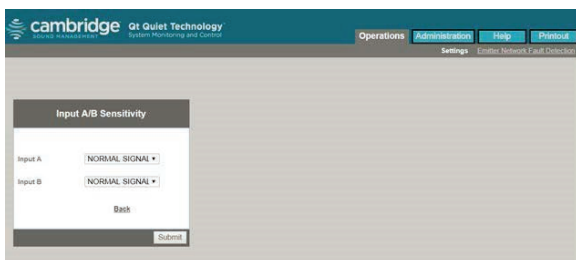 cambridge Qt Quiet Technology
SOUND MANAGEMENT System Monitoring and Control
Operations Administration Help Printout
Settings Emitter Network Fault Detection
Input A/B Sensitivity
Input A NORMAL SIGNAL
Input B NORMAL SIGNAL
Back
Submit